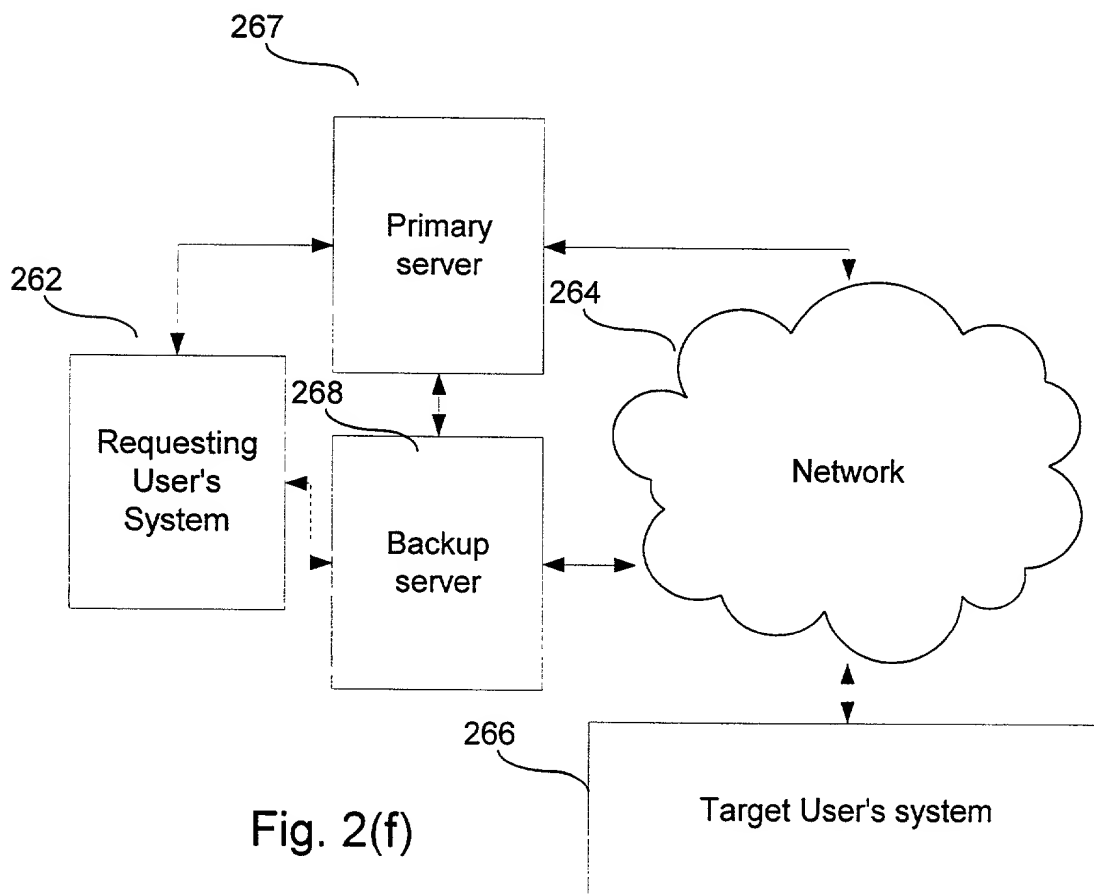 267
Primary
server
262
264
268
Requesting
User's
System
Network
Backup
server
266
Target User's system
Fig. 2(f)